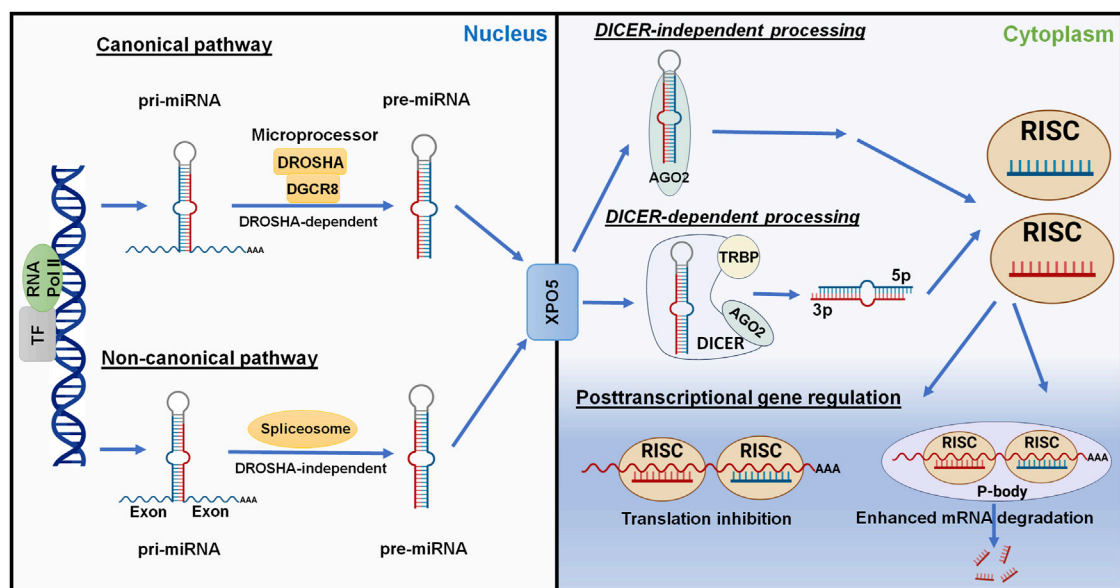 Canonical pathway
Nucleus
pri-miRNA
pre-miRNA
Microprocessor
DROSHA
DGCR8
DROSHA-dependent
AAA
RNA
Pol II
TF
Non-canonical pathway
Spliceosome
DROSHA-independent
AAA
Exon
Exon
pri-miRNA
pre-miRNA
XPO5
DICER-independent processing
Cytoplasm
AGO2
RISC
DICER-dependent processing
TRBP
AGO2
DICER
5p
3p
RISC
Posttranscriptional gene regulation
RISC
RISC
AAA
Translation inhibition
RISC
RISC
AAA
P-body
Enhanced mRNA degradation